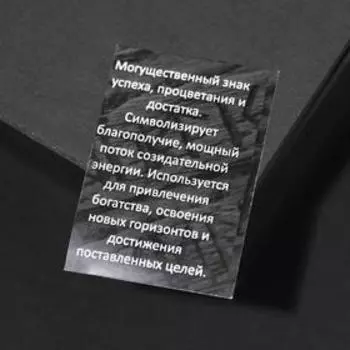 Могущественный знак
успеха, процветания и
достатка.
Символизирует
благополучие, мощный
поток созидательной
энергии. Используется
для привлечения
богатства, освоения
новых горизонтов и
достижения
поставленных целей.